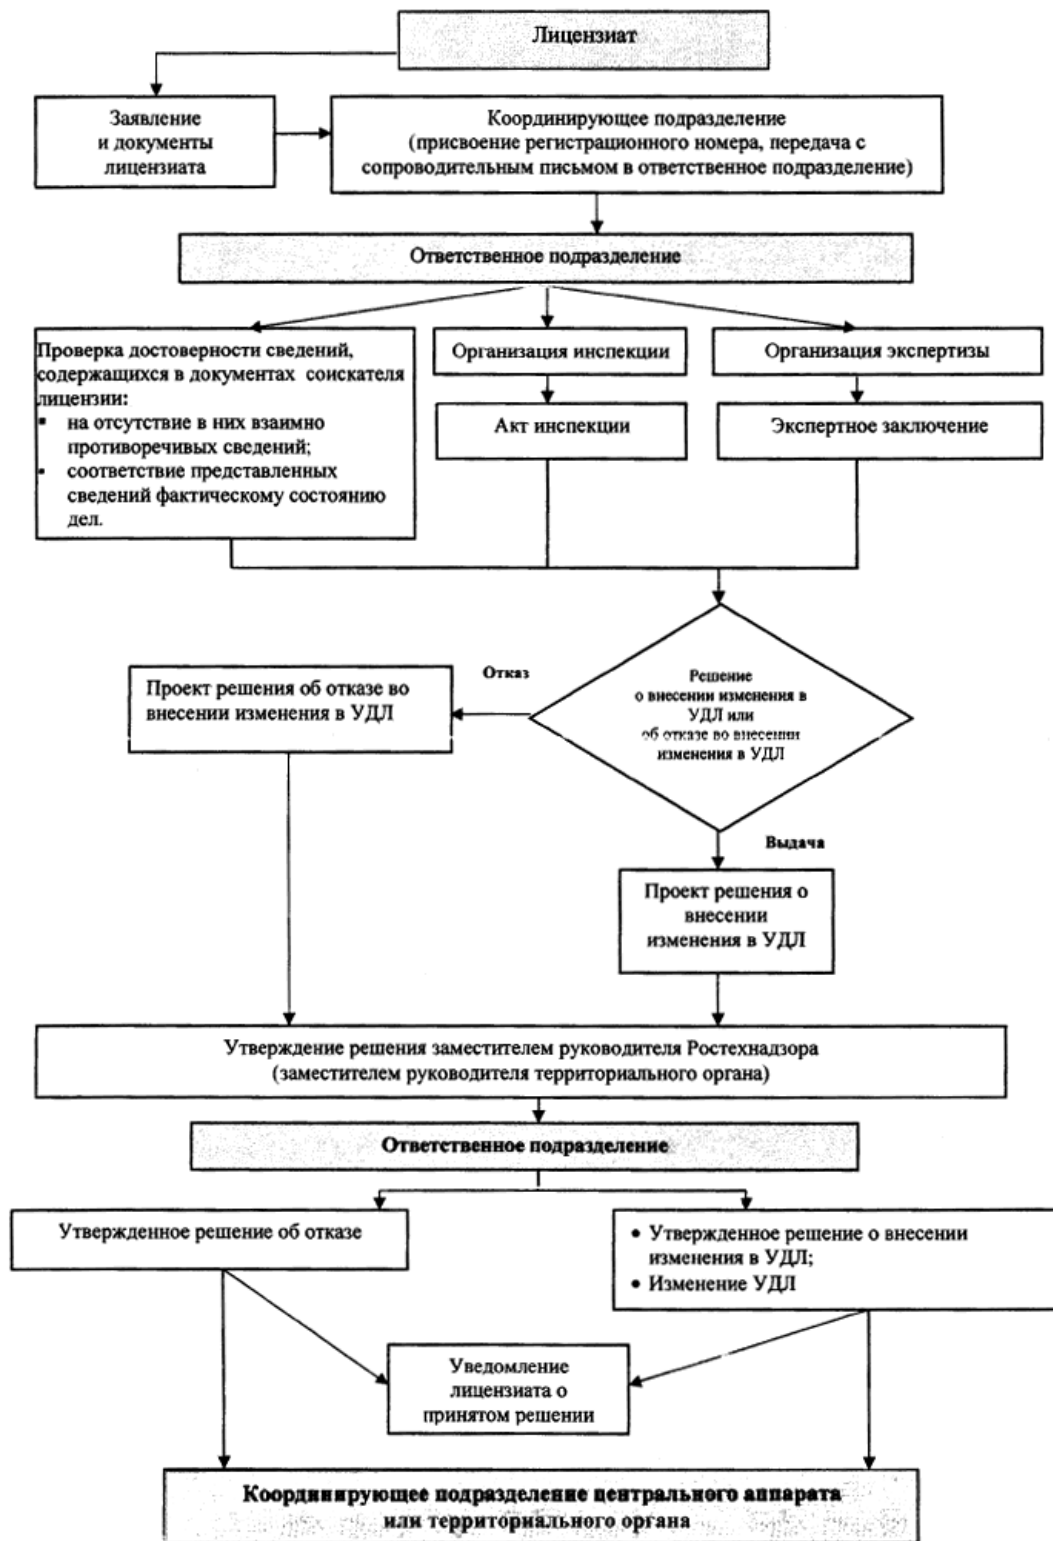 Лицензиат
Заявление
и документы
лицензиата
Координирующее подразделение
(присвоение регистрационного номера, передача с
сопроводительным письмом в ответственное подразделение)
Ответственное подразделение
Проверка достоверности сведений,
содержащихся в документах соискателя
лицензии:
▪ на отсутствие в них взаимно
противоречивых сведений;
• соответствие представленных
сведений фактическому состоянию
дел.
Организация инспекции
Акт инспекции
Организация экспертизы
Экспертное заключение
Решение
о внесении изменения в
УДЛ или
об отказе во внесении
изменения в УДЛ
Отказ
Проект решения об отказе во
внесении изменения в УДЛ
Выдача
Проект решения о
внесении
изменения в УДЛ
Утверждение решения заместителем руководителя Ростехнадзора
(заместителем руководителя территориального органа)
Ответственное подразделение
Утвержденное решение об отказе
• Утвержденное решение о внесении
изменения в УДЛ;
• Изменение УДЛ
Уведомление
лицензиата о
принятом решении
Координирующее подразделение центрального аппарата
или территориального органа